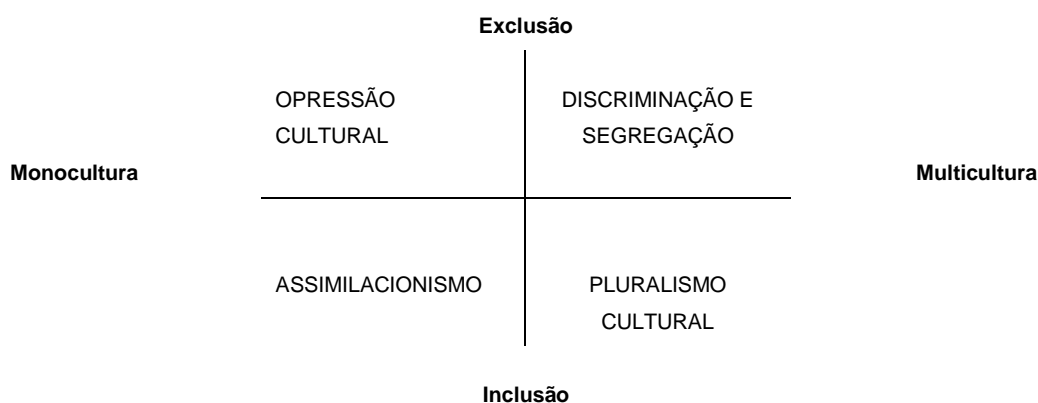 Exclusão
OPRESSÃO
CULTURAL
DISCRIMINAÇÃO E
SEGREGAÇÃO
Monocultura
Multicultura
ASSIMILACIONISMO
PLURALISMO
CULTURAL
Inclusão